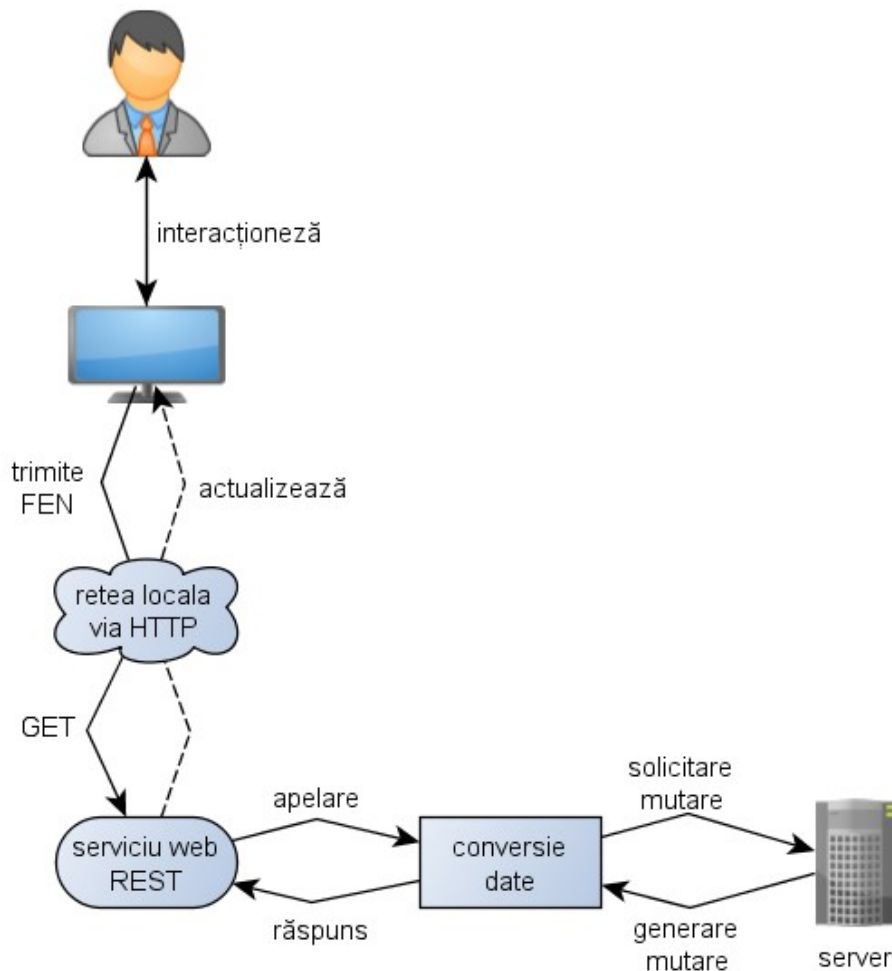 interacționeză
trimite
FEN
actualizează
retea locala
via HTTP
GET
serviciu web
REST
apelare
răspuns
conversie
date
solicitare
mutare
generare
mutare
server